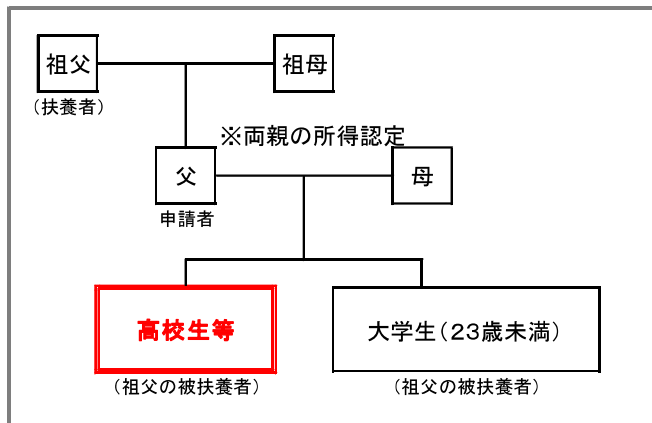 祖父
祖母
(扶養者)
※両親の所得認定
父
母
申請者
高校生等
大学生(23歳未満)
(祖父の被扶養者)
(祖父の被扶養者)